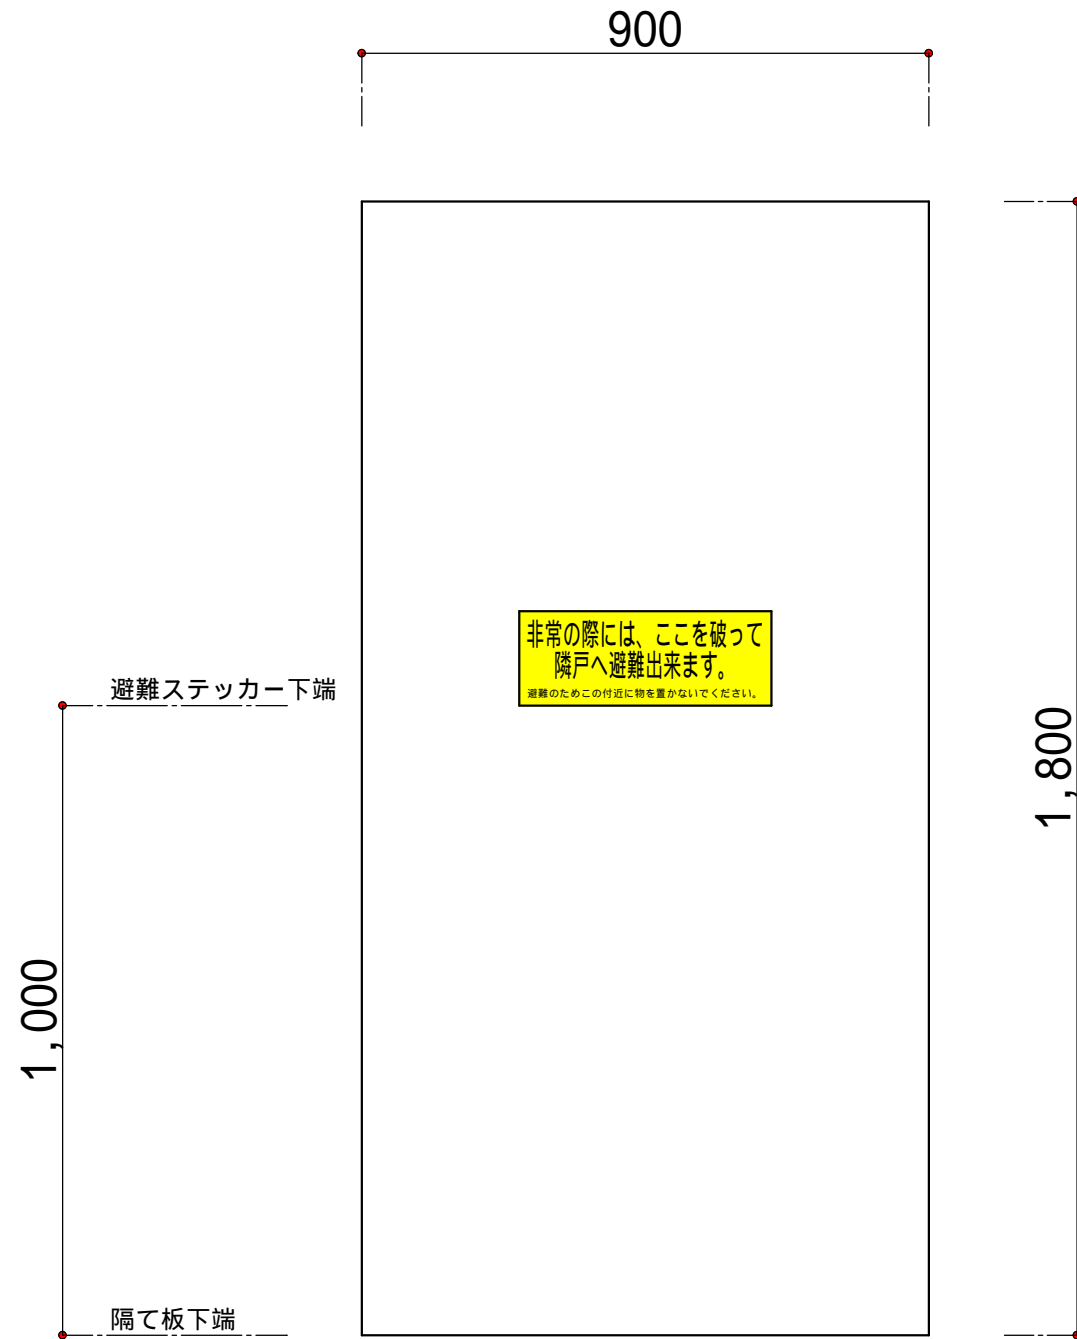 900
非常の際には、ここを破って
隣戸へ避難出来ます。
避難のためこの付近に物を置かないでください。
避難ステッカー下端
1,800
1,000
隔て板下端